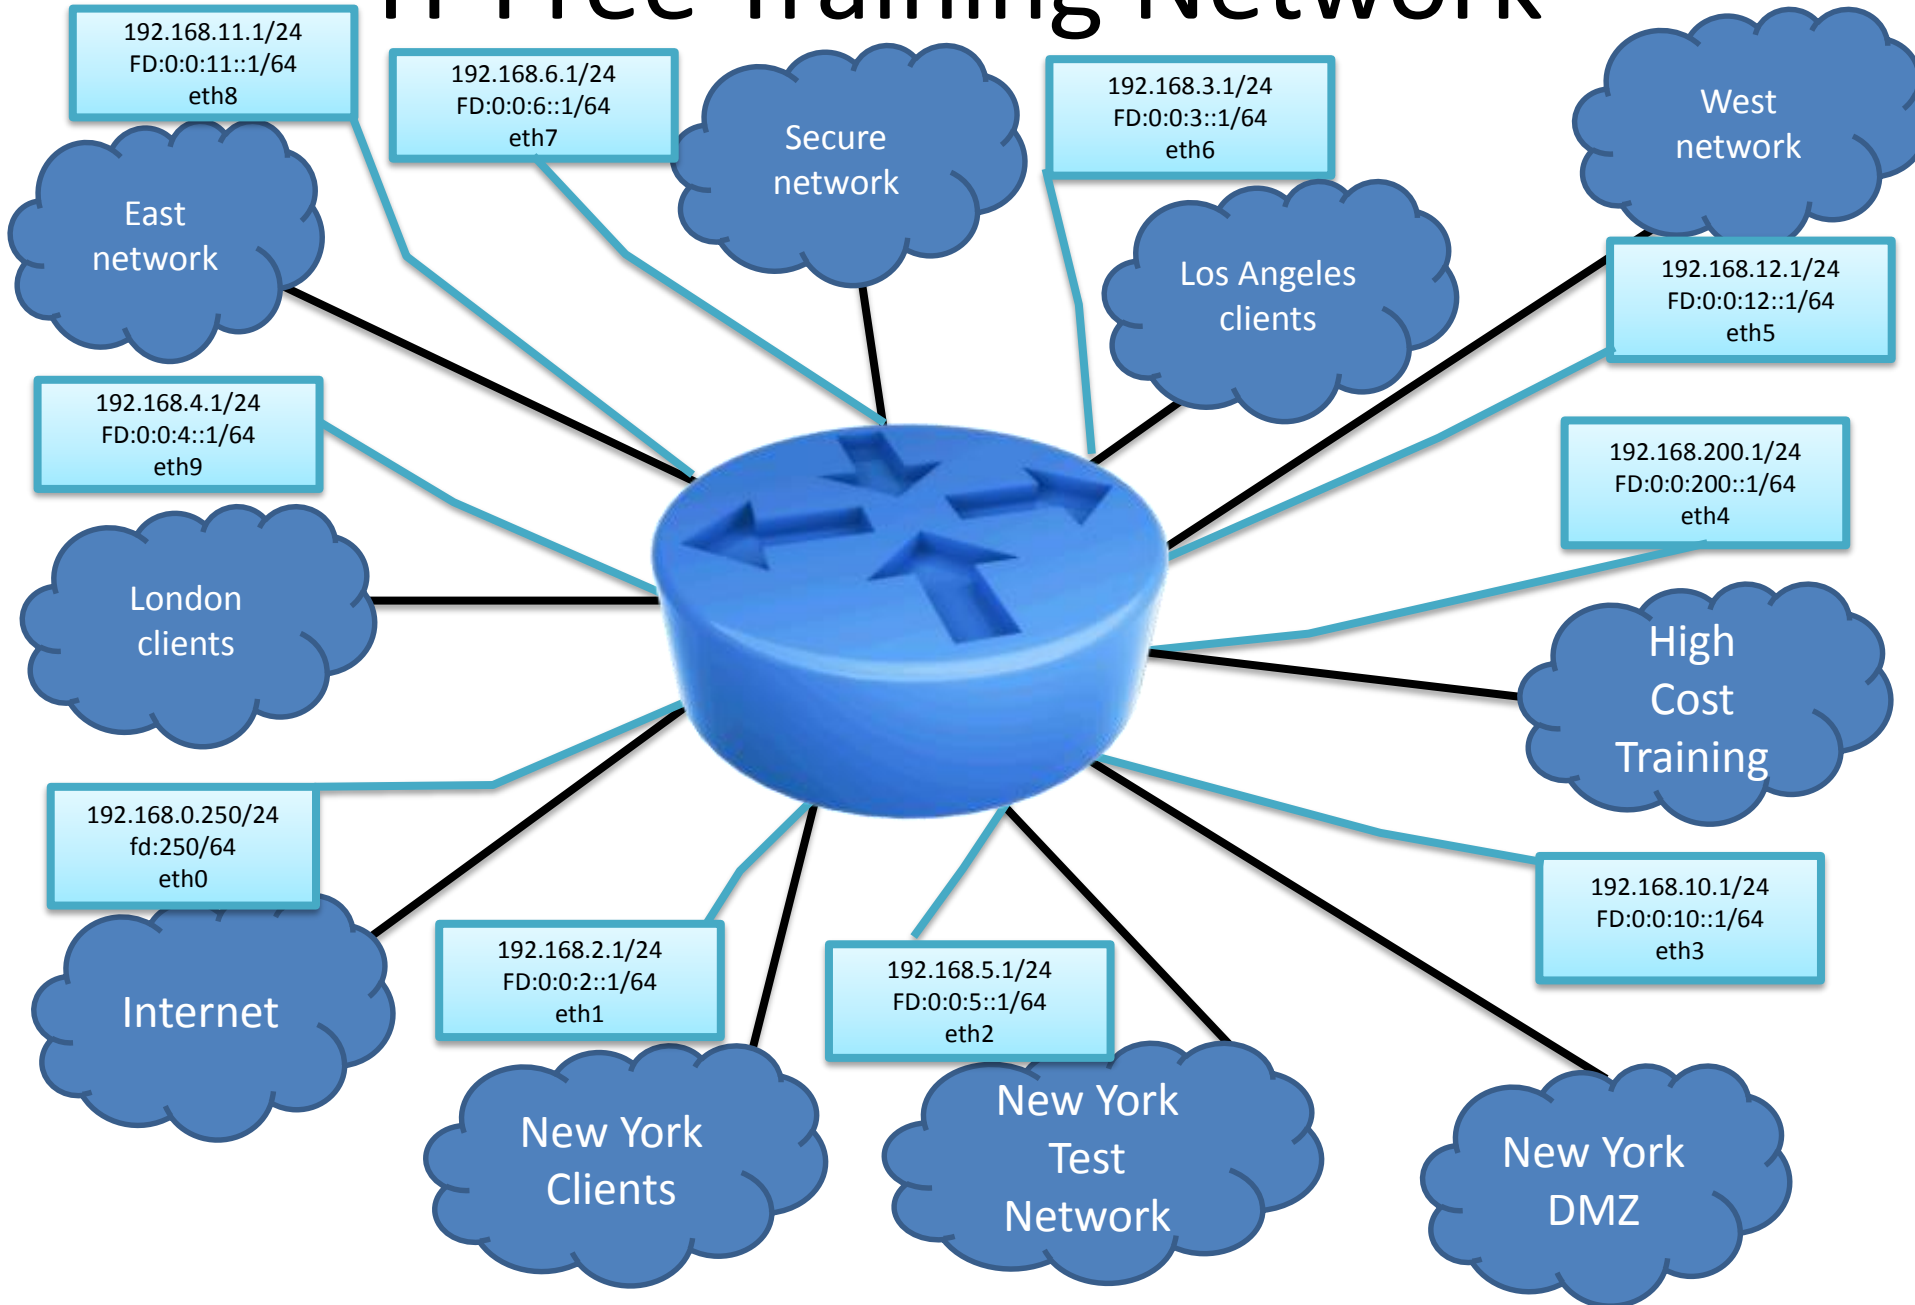 IT Free Training Network
192.168.11.1/24
FD:0:0:11::1/64
eth8
192.168.6.1/24
FD:0:0:6::1/64
eth7
Secure
network
192.168.3.1/24
FD:0:0:3::1/64
eth6
West
network
East
network
Los Angeles
clients
192.168.12.1/24
FD:0:0:12::1/64
eth5
192.168.4.1/24
FD:0:0:4::1/64
eth9
192.168.200.1/24
FD:0:0:200::1/64
eth4
London
clients
High
Cost
Training
192.168.0.250/24
fd:250/64
eth0
192.168.10.1/24
FD:0:0:10::1/64
eth3
Internet
192.168.2.1/24
FD:0:0:2::1/64
eth1
192.168.5.1/24
FD:0:0:5::1/64
eth2
New York
Clients
New York
Test
Network
New York
DMZ